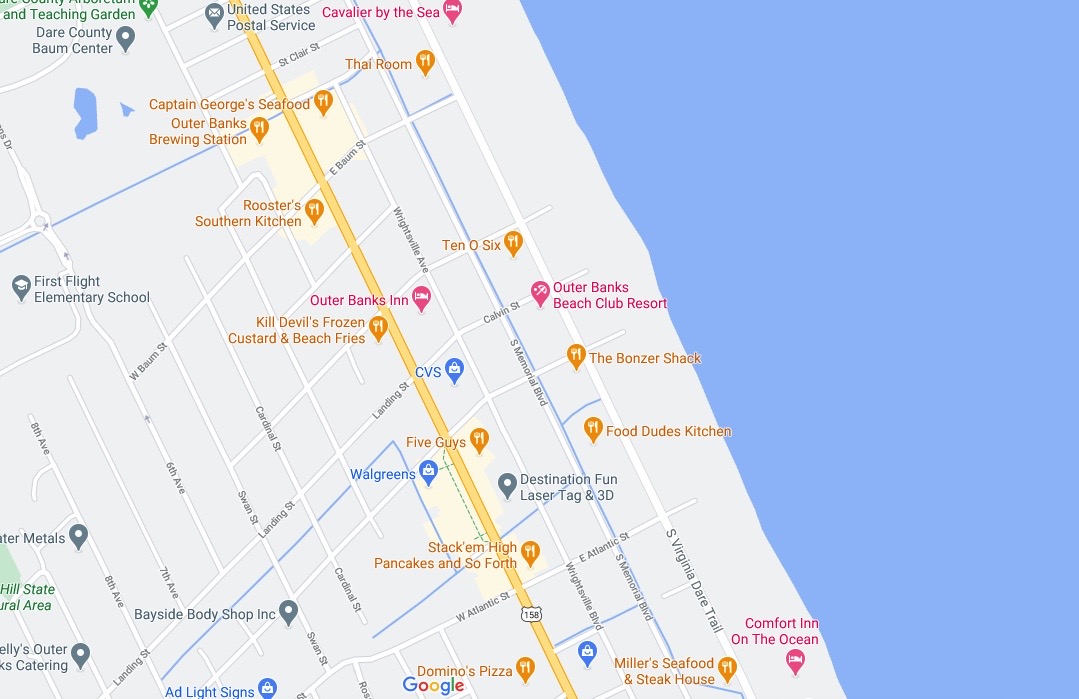 and Teaching Garden
United States
Postal Service
Cavalier by the Sea
Dare County
Baum Center
St Clair St
Thai Room
Captain George's Seafood
Outer Banks
Brewing Station
E Baum St
Rooster's
Southern Kitchen
Wrightsville Ave
Ten O Six
First Flight
Elementary School
Outer Banks Inn
Outer Banks
Beach Club Resort
Calvin St
Kill Devil's Frozen
Custard & Beach Fries
W Baum St
S Memorial Blvd
The Bonzer Shack
CVS
Landing St
Cardinal St
8th Ave
Five Guys
Food Dudes Kitchen
Walgreens
6th Ave
Destination Fun
Laser Tag & 3D
Swan St
Landing St
ater Metals
S Virginia Dare Trail
E Atlantic St
Stack'em High
Pancakes and So Forth
8th Ave
7th Ave
Cardinal St
Wrightsville Blvd
S Memorial Blvd
Hill State
ural Area
W Atlantic St
158
Bayside Body Shop Inc
Comfort Inn
On The Ocean
Swan St
elly's Outer
ks Catering
Landing St
Domino's Pizza
Miller's Seafood
& Steak House
Google
Ad Light Signs